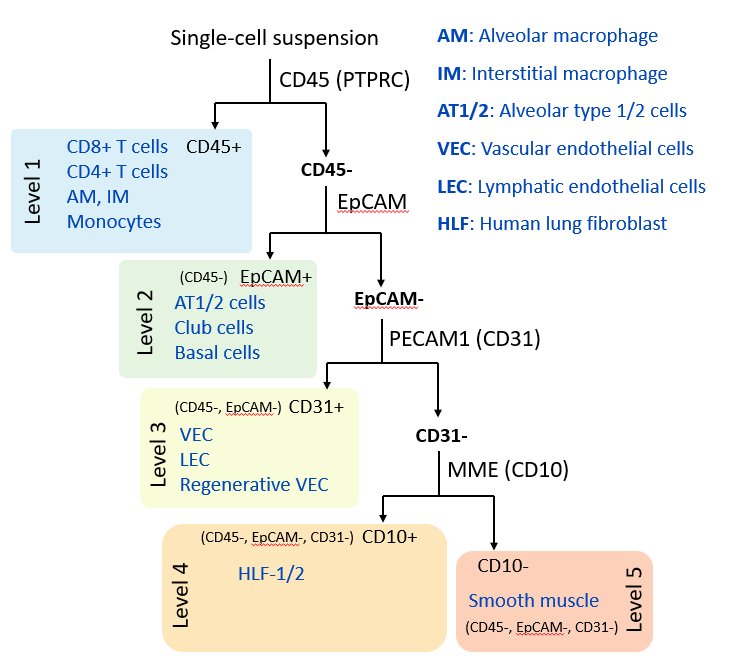 Single-cell suspension
CD45 (PTPRC)
AM: Alveolar macrophage
IM: Interstitial macrophage
AT1/2: Alveolar type 1/2 cells
VEC: Vascular endothelial cells
LEC: Lymphatic endothelial cells
HLF: Human lung fibroblast
Level 1
CD8+ T cells CD45+
CD4+ T cells
AM, IM
Monocytes
CD45-
EpCAM
Level 2
(CD45-) EpCAM+
AT1/2 cells
Club cells
Basal cells
EpCAM-
PECAM1 (CD31)
Level 3
(CD45-, EpCAM-) CD31+
VEC
LEC
Regenerative VEC
CD31-
MME (CD10)
Level 4
(CD45-, EpCAM-, CD31-) CD10+
HLF-1/2
CD10-
Smooth muscle
(CD45-, EpCAM-, CD31-)
Level 5